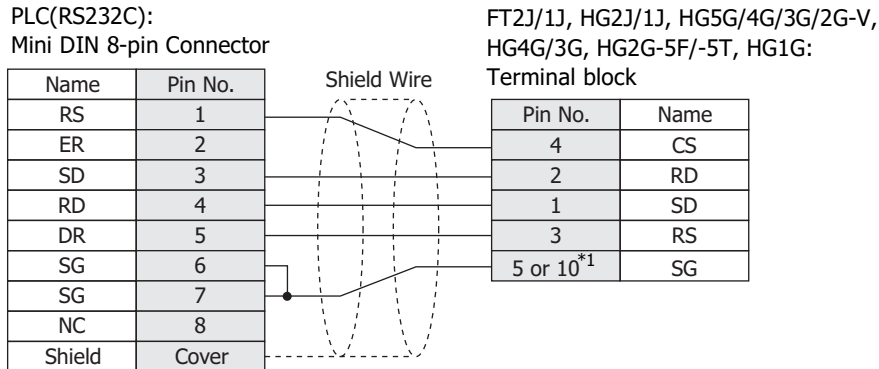 PLC(RS232C):
Mini DIN 8-pin Connector
FT2J/1J, HG2J/1J, HG5G/4G/3G/2G-V,
HG4G/3G, HG2G-5F/-5T, HG1G:
Terminal block
Shield Wire
Name Pin No.
RS 1
ER 2
SD 3
RD 4
DR 5
SG 6
SG 7
NC 8
Shield Cover
Pin No. Name
4 CS
2 RD
1 SD
3 RS
5 or 10*1 SG